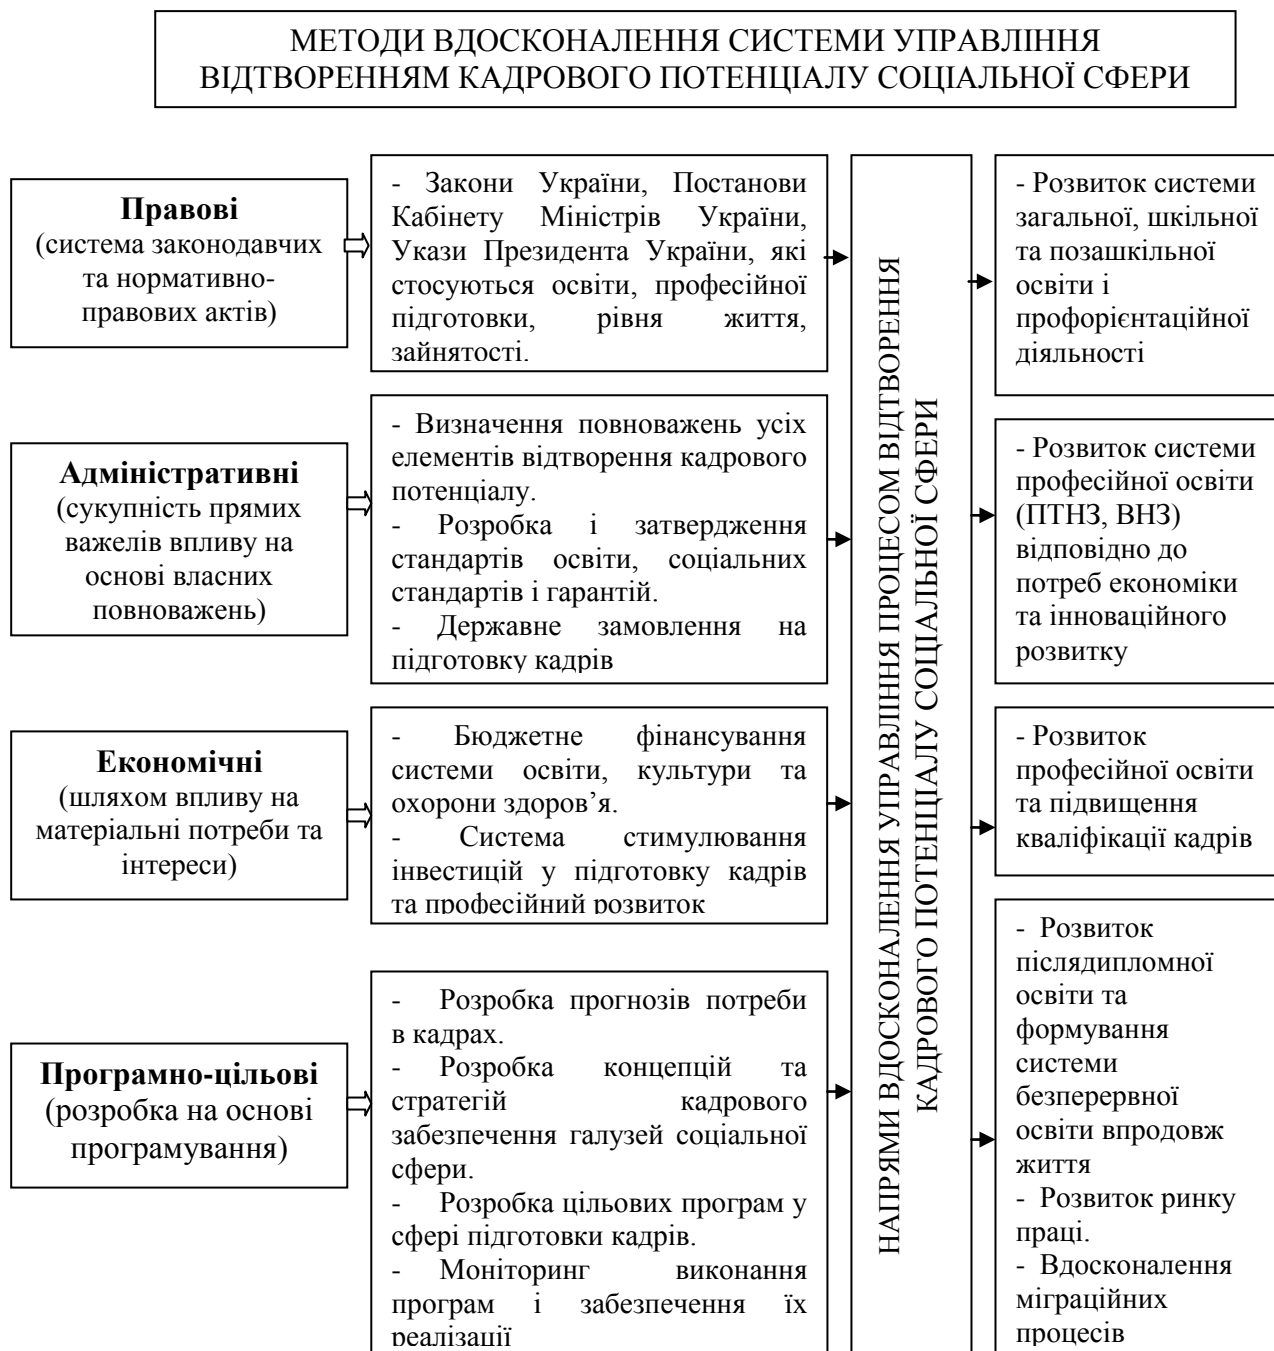 МЕТОДИ ВДОСКОНАЛЕННЯ СИСТЕМИ УПРАВЛІННЯ
ВІДТВОРЕННЯМ КАДРОВОГО ПОТЕНЦІАЛУ СОЦІАЛЬНОЇ СФЕРИ
Правові
(система законодавчих
та нормативно-
правових актів)
- Закони України, Постанови
Кабінету Міністрів України,
Укази Президента України, які
стосуються освіти, професійної
підготовки, рівня життя,
зайнятості.
Адміністративні
(сукупність прямих
важелів впливу на
основі власних
повноважень)
- Визначення повноважень усіх
елементів відтворення кадрового
потенціалу.
- Розробка і затвердження
стандартів освіти, соціальних
стандартів і гарантій.
- Державне замовлення на
підготовку кадрів
Економічні
(шляхом впливу на
матеріальні потреби та
інтереси)
- Бюджетне фінансування
системи освіти, культури та
охорони здоров’я.
- Система стимулювання
інвестицій у підготовку кадрів
та професійний розвиток
Програмно-цільові
(розробка на основі
програмування)
- Розробка прогнозів потреби
в кадрах.
- Розробка концепцій та
стратегій кадрового
забезпечення галузей соціальної
сфери.
- Розробка цільових програм у
сфері підготовки кадрів.
- Моніторинг виконання
програм і забезпечення їх
реалізації
НАПРЯМИ ВДОСКОНАЛЕННЯ УПРАВЛІННЯ ПРОЦЕСОМ ВІДТВОРЕННЯ
КАДРОВОГО ПОТЕНЦІАЛУ СОЦІАЛЬНОЇ СФЕРИ
- Розвиток системи
загальної, шкільної
та позашкільної
освіти і
профорієнтаційної
діяльності
- Розвиток системи
професійної освіти
(ПТНЗ, ВНЗ)
відповідно до
потреб економіки
та інноваційного
розвитку
- Розвиток
професійної освіти
та підвищення
кваліфікації кадрів
- Розвиток
післядипломної
освіти та
формування
системи
безперервної
освіти впродовж
життя
- Розвиток ринку
праці.
- Вдосконалення
міграційних
процесів